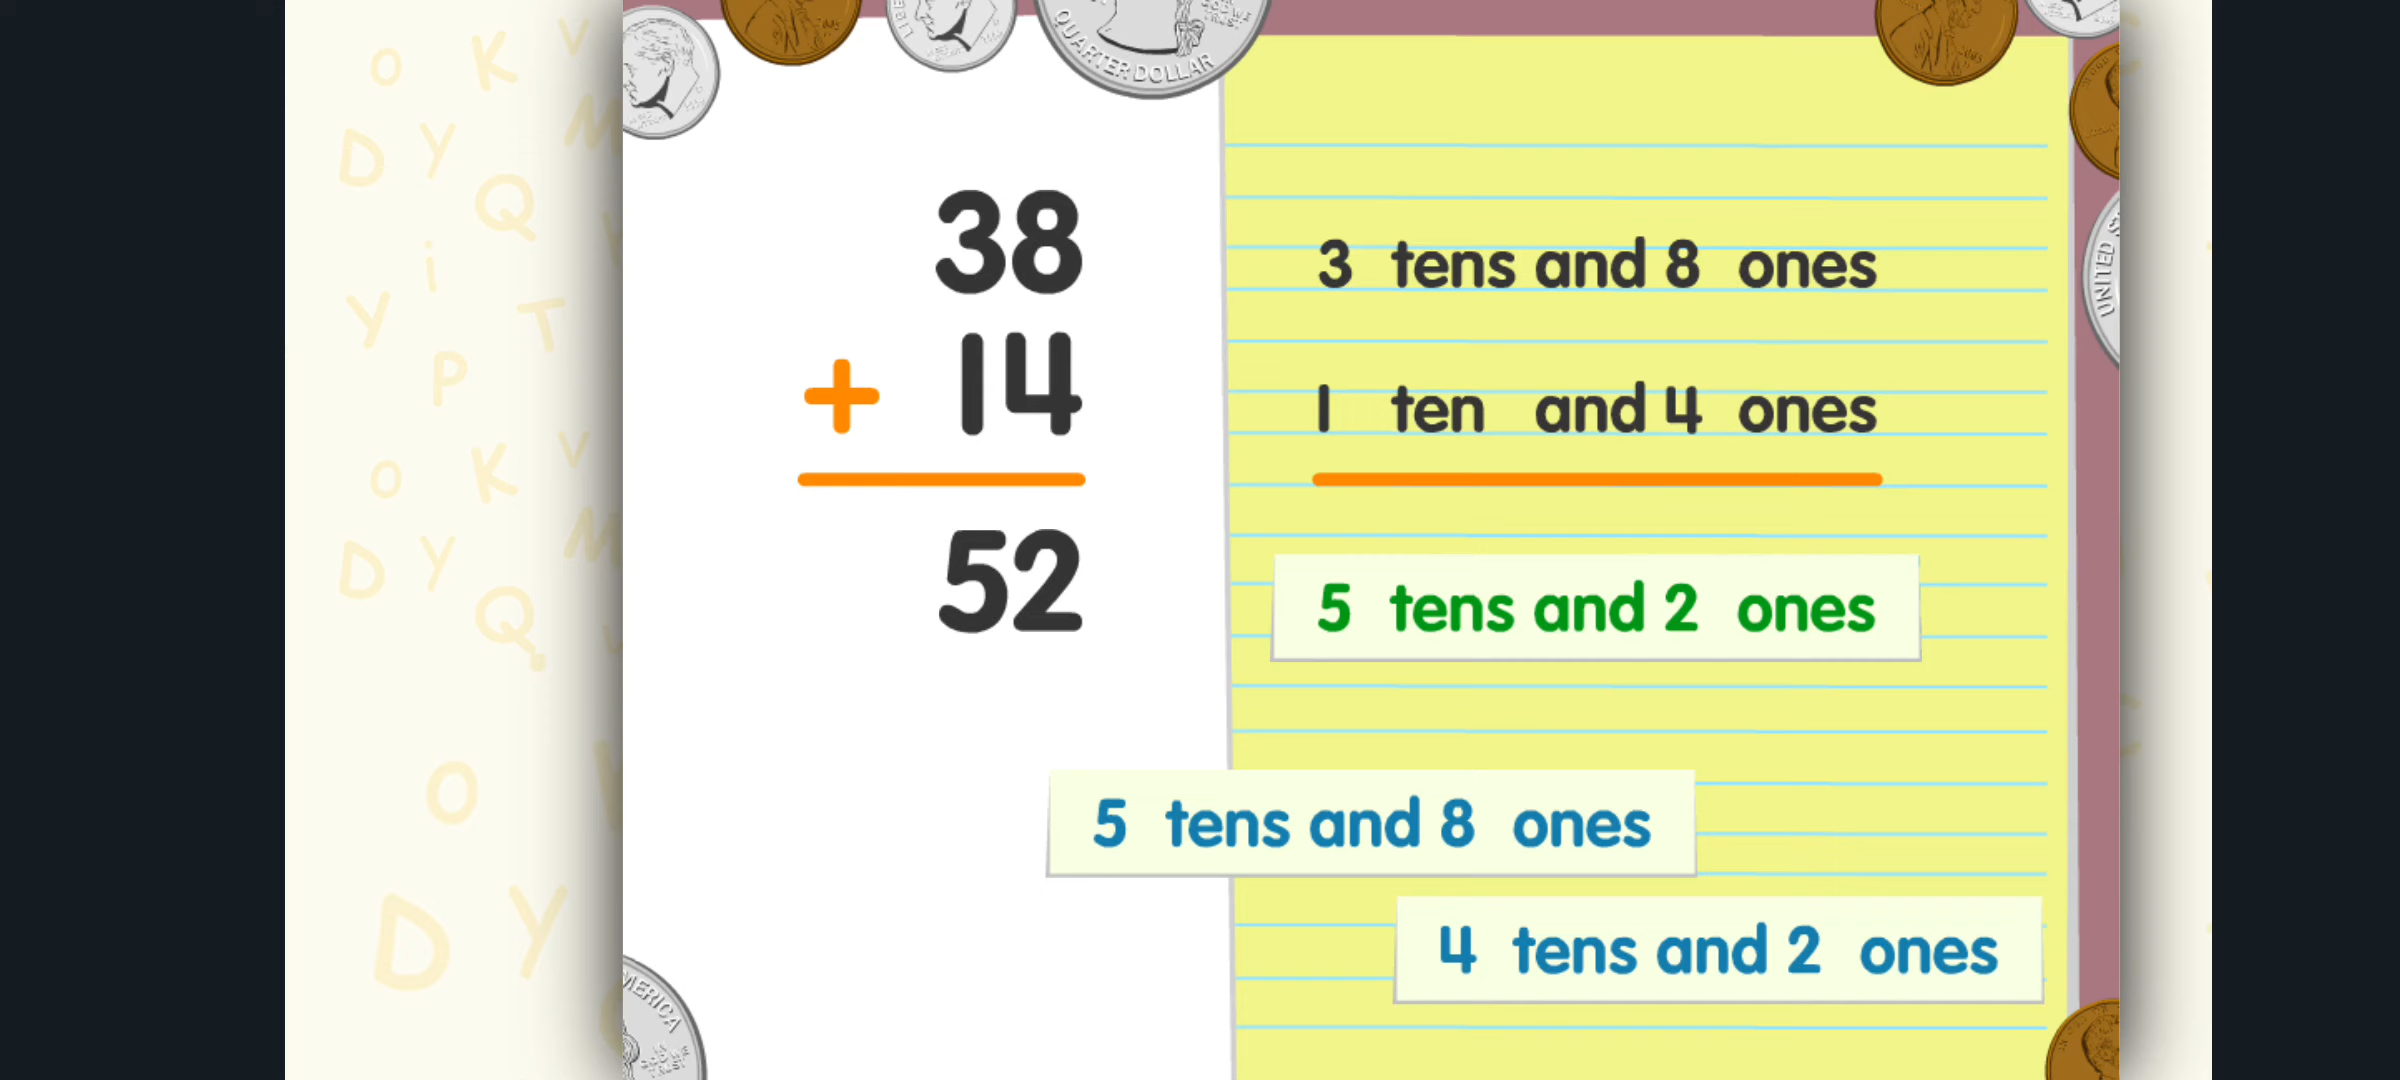 QUARTER DOLLAR
38
3 tens and 8 ones
+ 14
1 ten and 4 ones
52
5 tens and 2 ones
5 tens and 8 ones
4 tens and 2 ones
UNITED
O K V
D Y M
Q
i
Y T
P
O K V
D Y M
Q
O
D Y